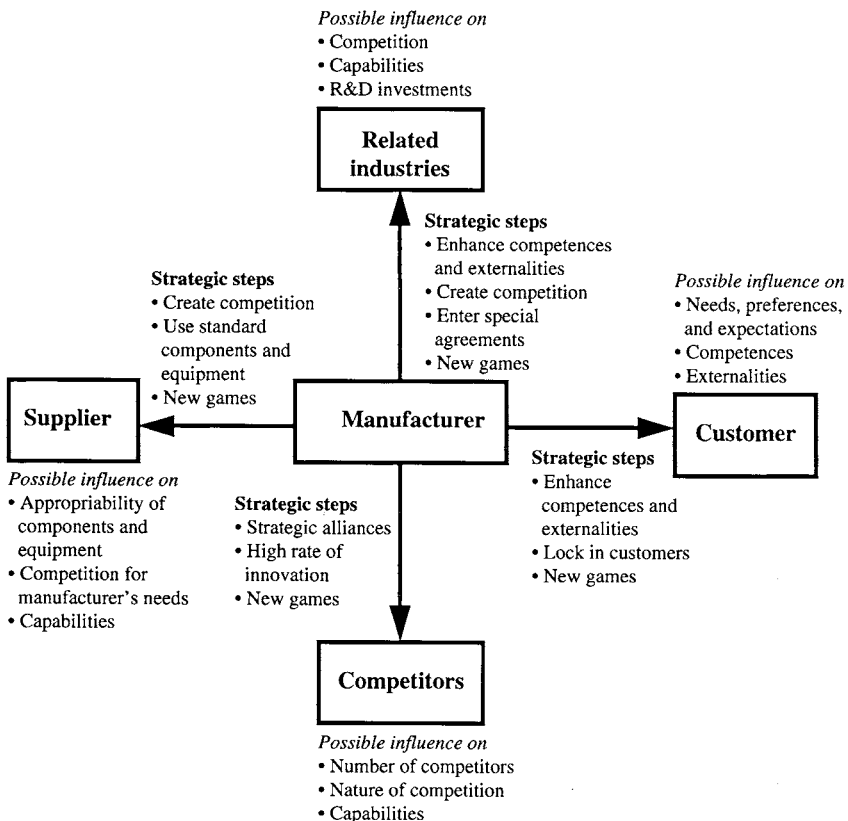 Possible influence on
• Competition
• Capabilities
• R&D investments
Related
industries
Strategic steps
• Enhance competences
and externalities
• Create competition
• Enter special
agreements
• New games
Strategic steps
• Create competition
• Use standard
components and
equipment
• New games
Possible influence on
• Needs, preferences,
and expectations
• Competences
• Externalities
Supplier
Manufacturer
Customer
Possible influence on
• Appropriability of
components and
equipment
• Competition for
manufacturer's needs
• Capabilities
Strategic steps
• Strategic alliances
• High rate of
innovation
• New games
Strategic steps
• Enhance
competences and
externalities
• Lock in customers
• New games
Competitors
Possible influence on
• Number of competitors
• Nature of competition
• Capabilities